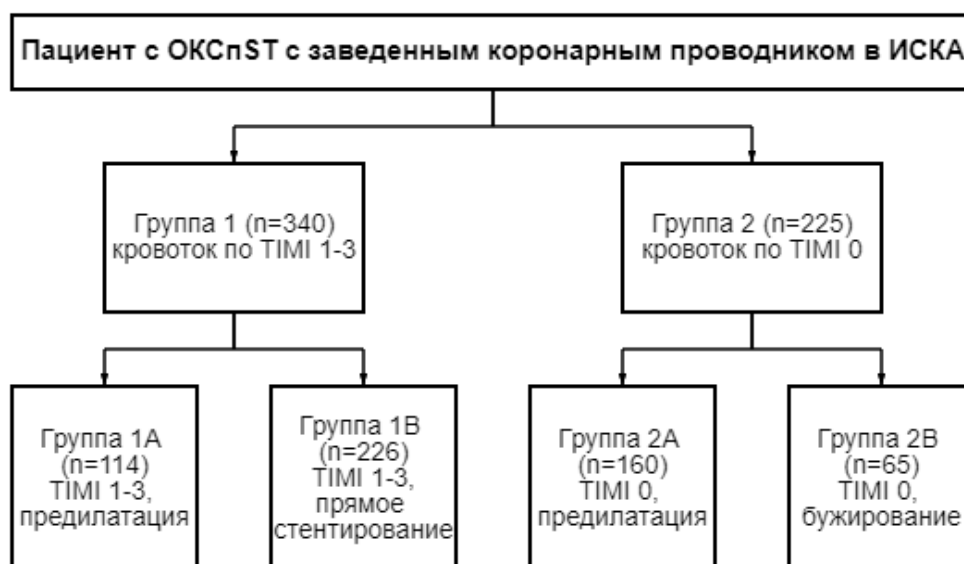 Пациент с ОКСпST с заведенным коронарным проводником в ИСКА
Группа 1 (n=340)
кровоток по TIMI 1-3
Группа 2 (n=225)
кровоток по TIMI 0
Группа 1А
(n=114)
TIMI 1-3,
предилатация
Группа 1В
(n=226)
TIMI 1-3,
прямое
стентирование
Группа 2А
(n=160)
TIMI 0,
предилатация
Группа 2В
(n=65)
TIMI 0,
бужирование